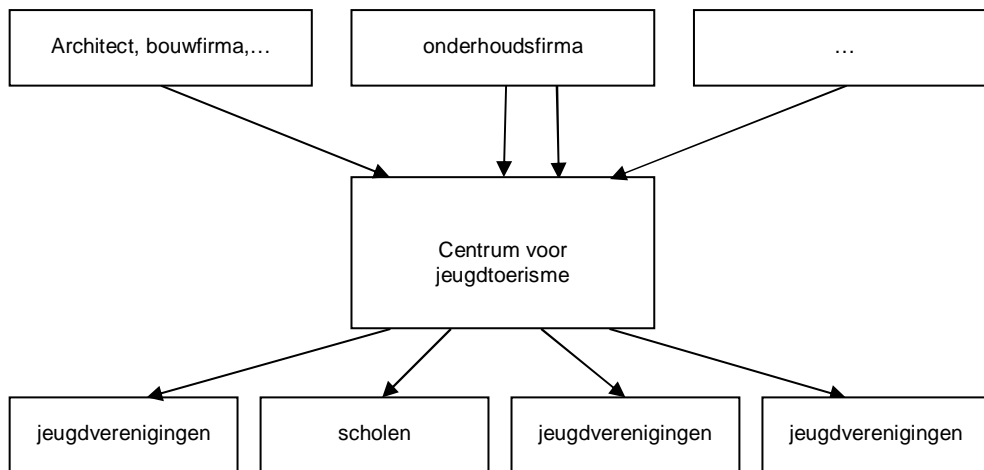 Architect, bouwfirma,…
onderhoudsfirma
…
Centrum voor
jeugdtoerisme
jeugdverenigingen
scholen
jeugdverenigingen
jeugdverenigingen